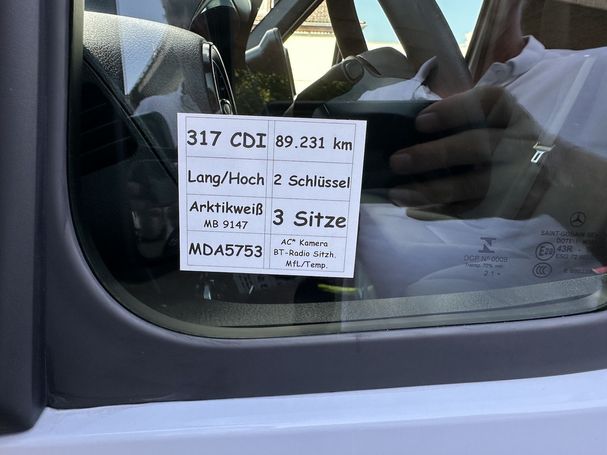 317 CDI
89.231 km
Lang/Hoch
2 Schlüssel
Arktikweiß
MB 9147
3 Sitze
MDA5753
AC* Kamera
BT-Radio Sitzh.
MfL/Temp.
SAINT-GOBAIN
43R